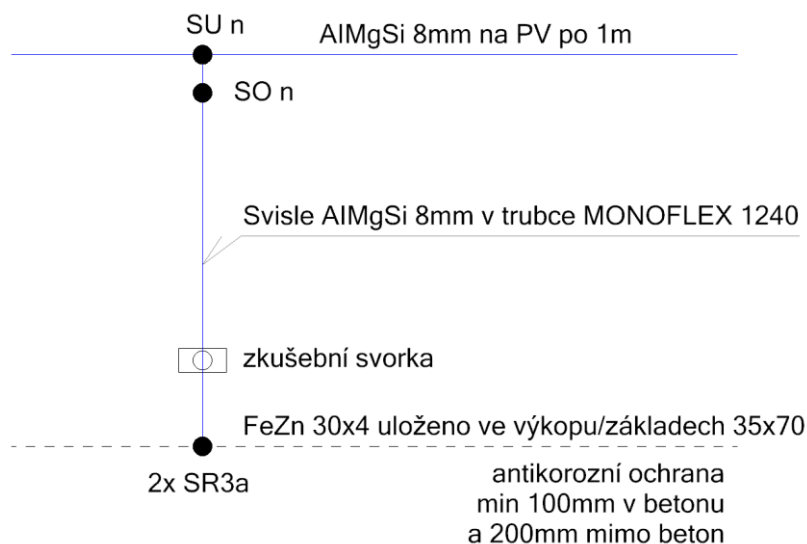 SU n
AlMgSi 8mm na PV po 1m
SO n
Svisle AlMgSi 8mm v trubce MONOFLEX 1240
zkušební svorka
FeZn 30x4 uloženo ve výkopu/základech 35x70
2x SR3a
antikorozní ochrana
min 100mm v betonu
a 200mm mimo beton